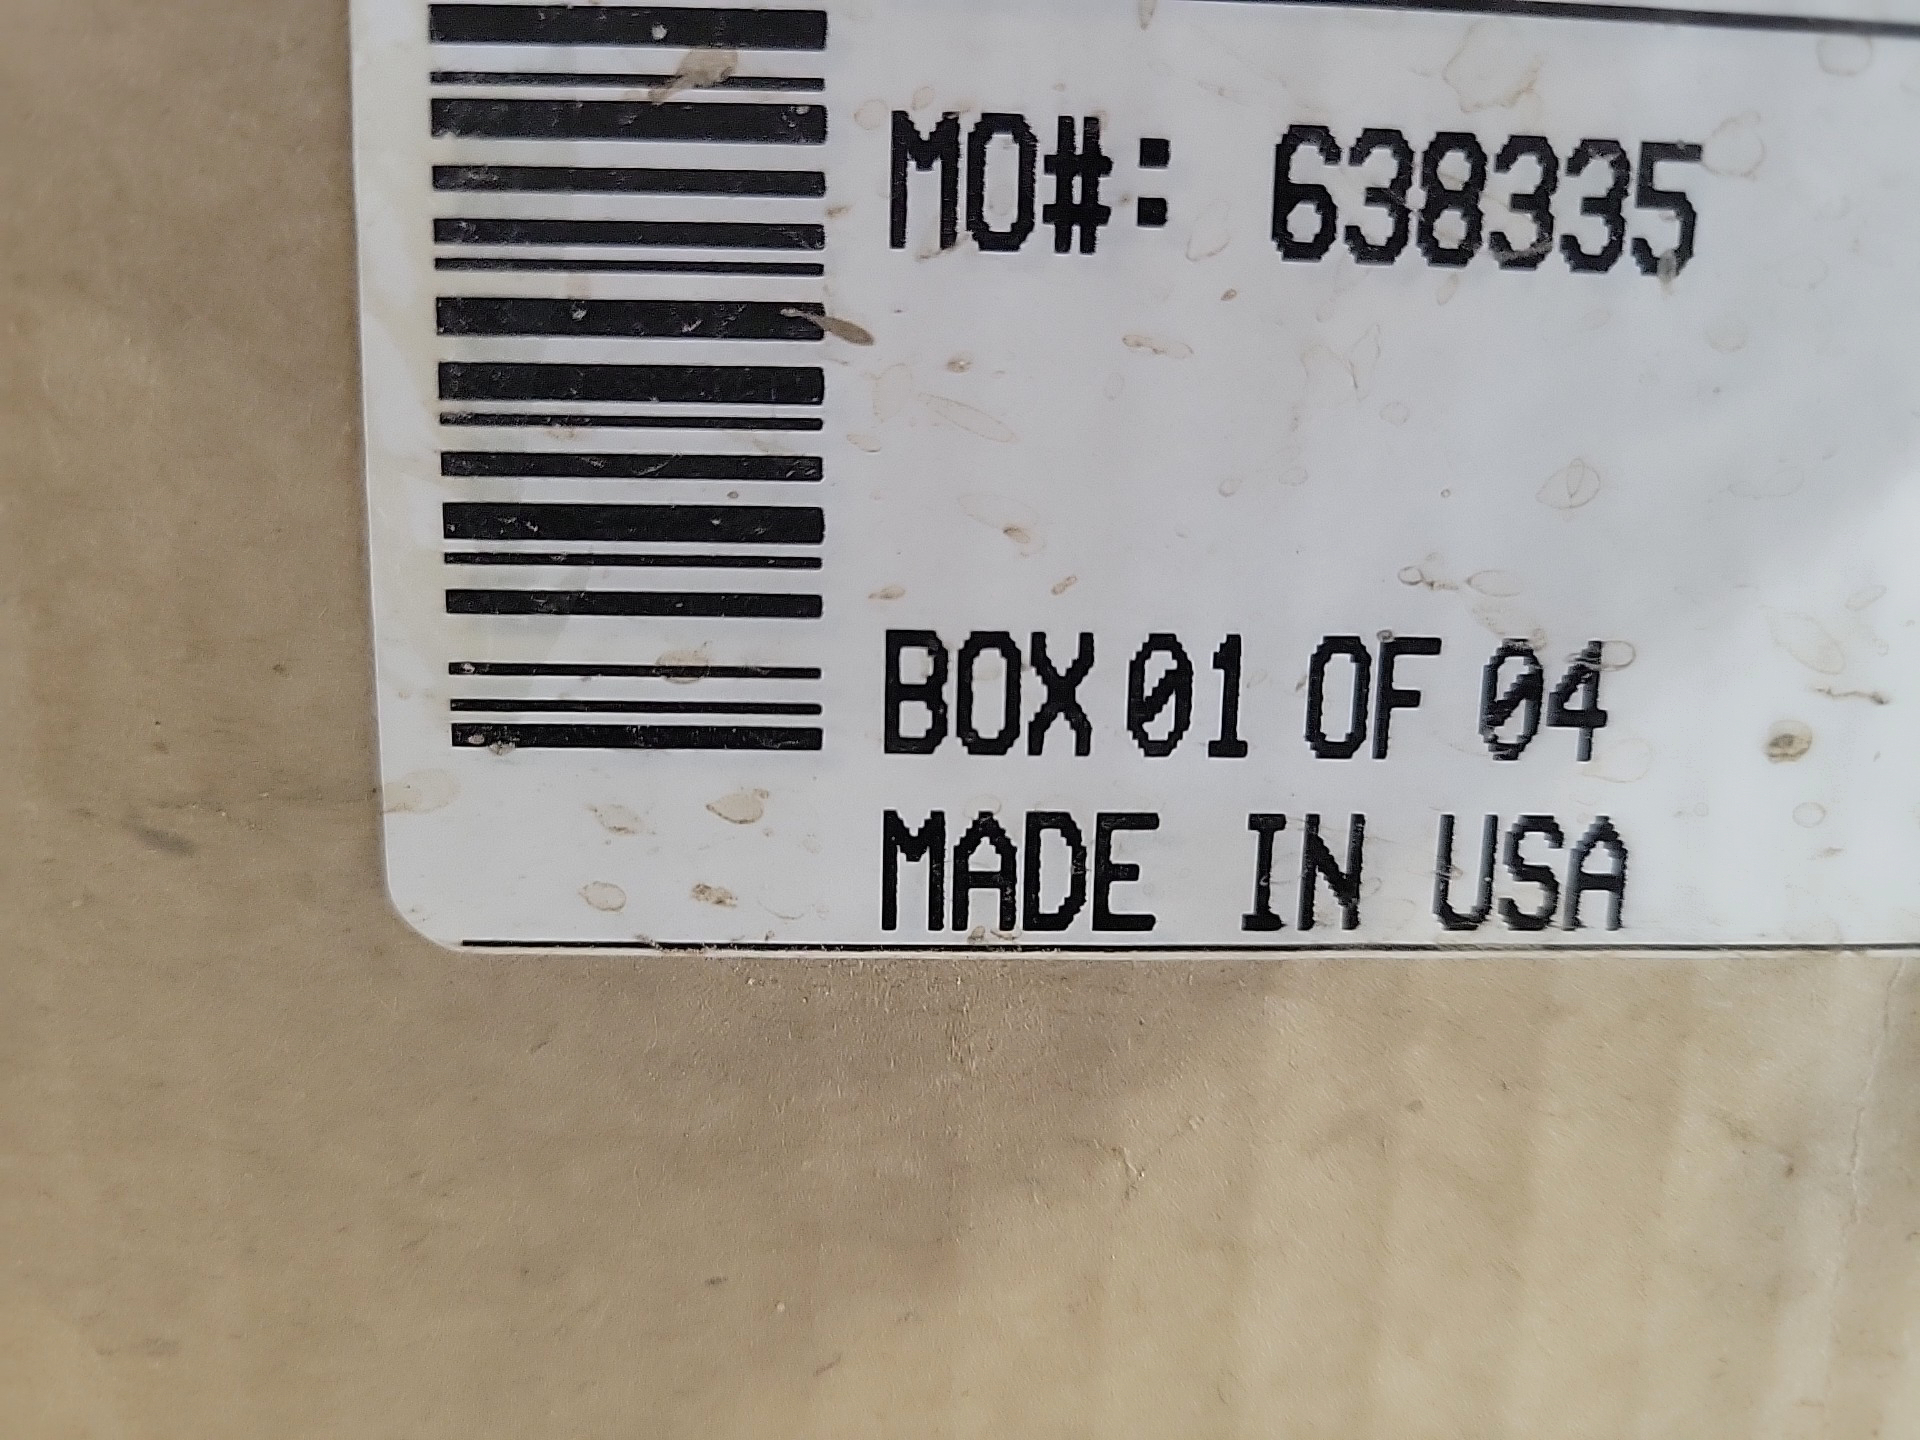 MO#: 638335
BOX 01 OF 04
MADE IN USA